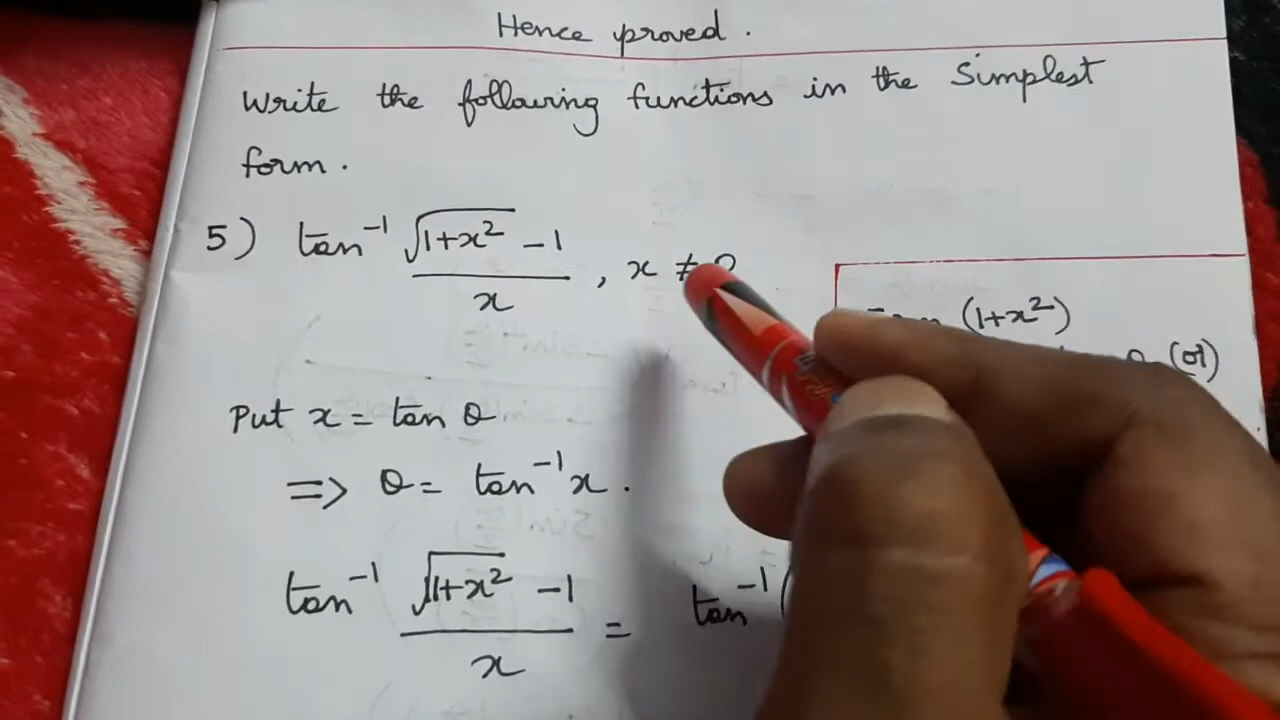 Hence proved.
Write the following functions in the Simplest
form.
5) tan⁻¹ (√(1+x²) - 1)/x, x ≠ 0
(1+x²)
θ (or)
Put x = tan θ
=> θ = tan⁻¹x.
tan⁻¹ (√(1+x²) - 1)/x = tan⁻¹(